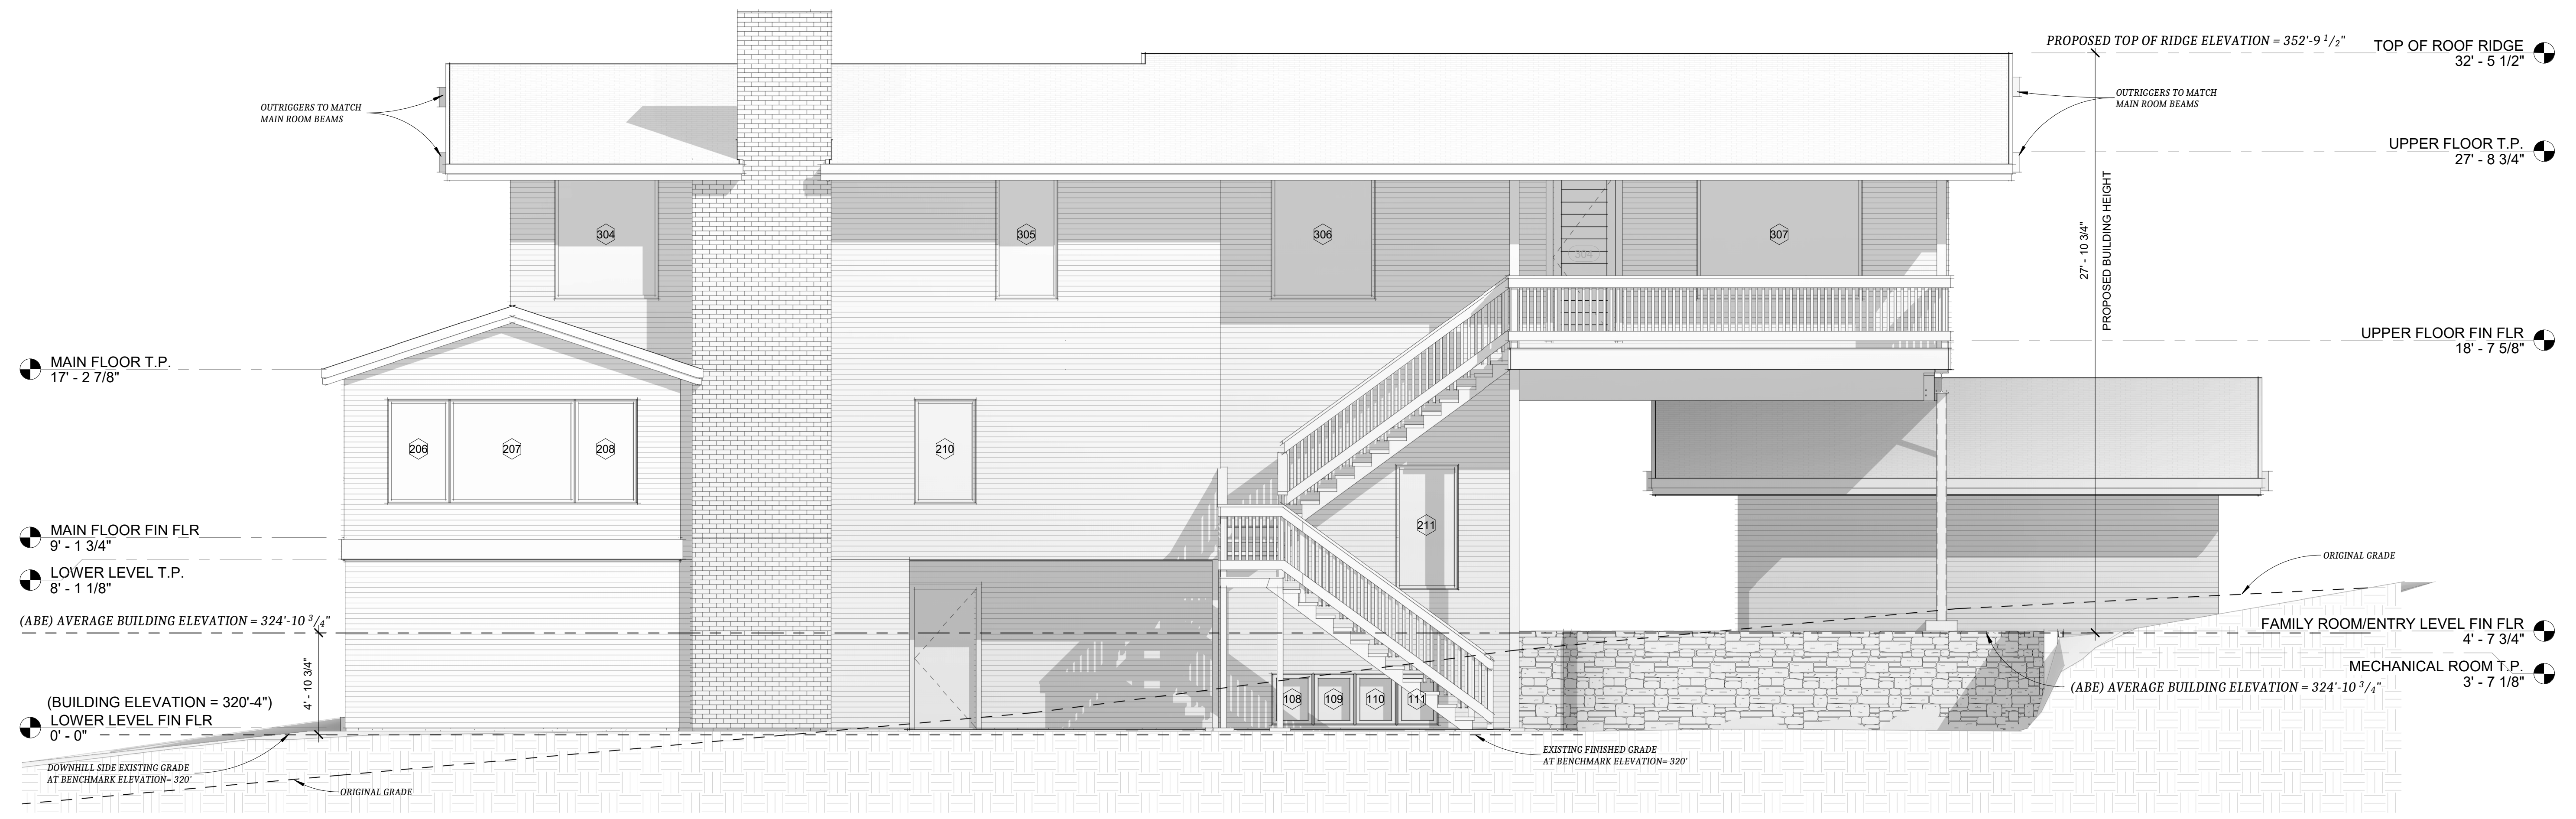 PROPOSED TOP OF RIDGE ELEVATION = 352'-9 1/2"
TOP OF ROOF RIDGE
32' - 5 1/2"
OUTRIGGERS TO MATCH
MAIN ROOM BEAMS
OUTRIGGERS TO MATCH
MAIN ROOM BEAMS
UPPER FLOOR T.P.
27' - 8 3/4"
304
305
306
304
307
27' - 10 3/4"
PROPOSED BUILDING HEIGHT
UPPER FLOOR FIN FLR
18' - 7 5/8"
MAIN FLOOR T.P.
17' - 2 7/8"
206
207
208
210
211
MAIN FLOOR FIN FLR
9' - 1 3/4"
LOWER LEVEL T.P.
8' - 1 1/8"
ORIGINAL GRADE
(ABE) AVERAGE BUILDING ELEVATION = 324'-10 3/4"
FAMILY ROOM/ENTRY LEVEL FIN FLR
4' - 7 3/4"
MECHANICAL ROOM T.P.
3' - 7 1/8"
(ABE) AVERAGE BUILDING ELEVATION = 324'-10 3/4"
4' - 10 3/4"
108
109
110
111
(BUILDING ELEVATION = 320'-4")
LOWER LEVEL FIN FLR
0' - 0"
EXISTING FINISHED GRADE
AT BENCHMARK ELEVATION= 320'
DOWNHILL SIDE EXISTING GRADE
AT BENCHMARK ELEVATION= 320'
ORIGINAL GRADE